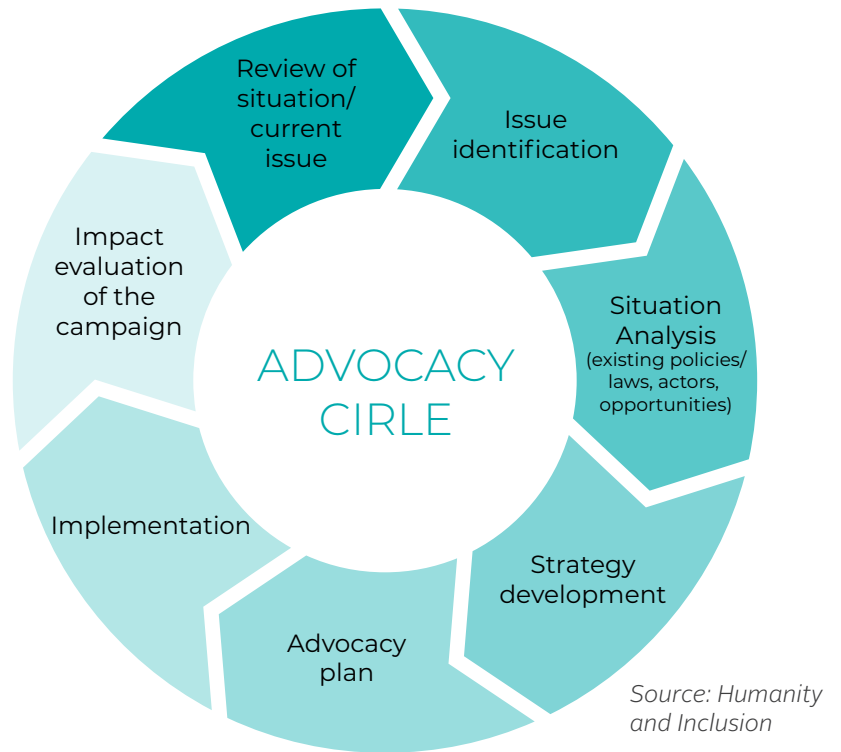 Review of
situation/
current
issue
Issue
identification
Situation
Analysis
(existing policies/
laws, actors,
opportunities)
Strategy
development
Advocacy
plan
Implementation
Impact
evaluation
of the
campaign
ADVOCACY
CIRLE
Source: Humanity
and Inclusion